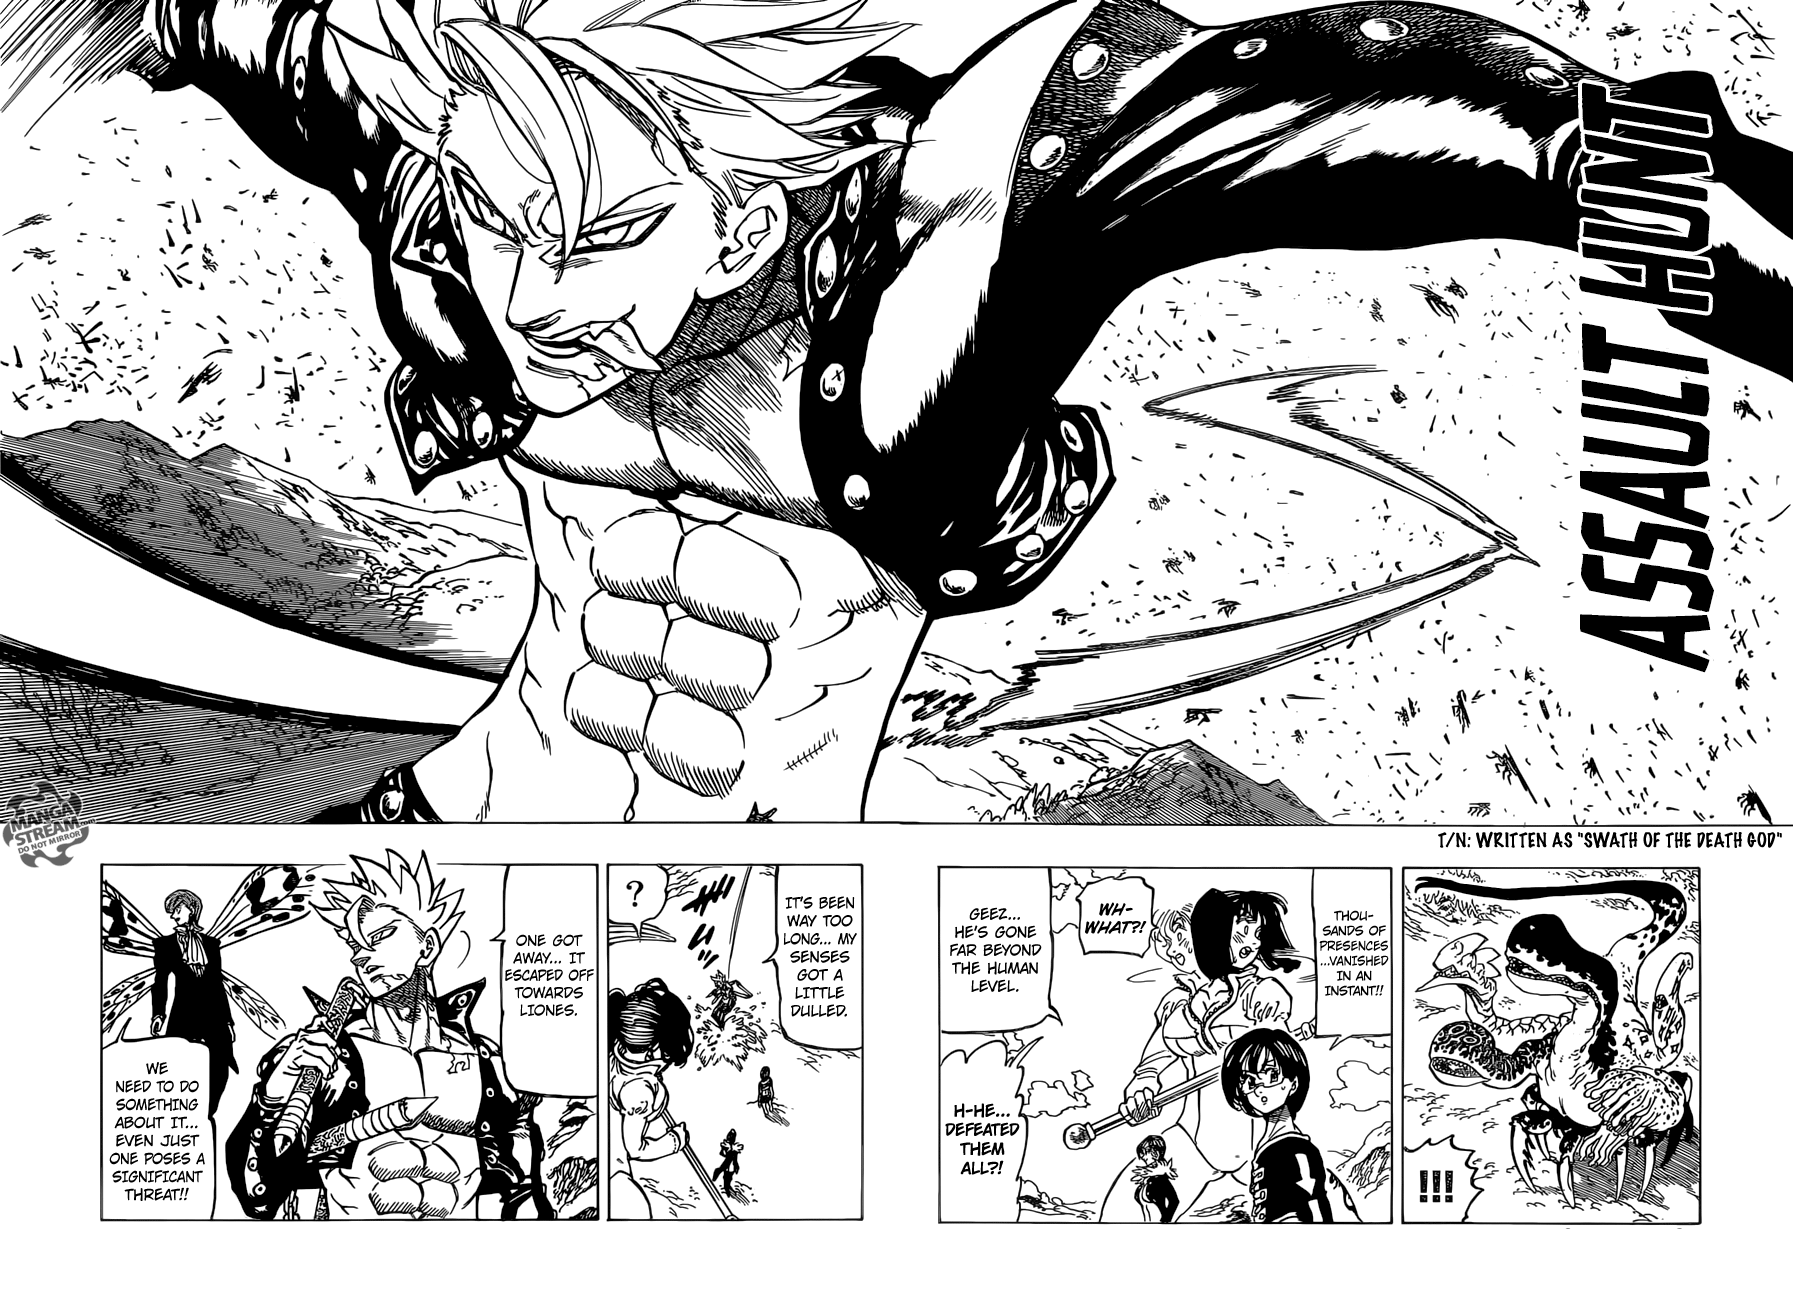 ASSAULT HUNT
T/N: WRITTEN AS "SWATH OF THE DEATH GOD"
!!!
THOU-
SANDS OF
PRESENCES
...VANISHED
IN AN
INSTANT!!
WH-
WHAT?!
GEEZ...
HE'S GONE
FAR BEYOND
THE HUMAN
LEVEL.
H-HE...
DEFEATED
THEM
ALL?!
IT'S BEEN
WAY TOO
LONG... MY
SENSES
GOT A
LITTLE
DULLED.
?
ONE GOT
AWAY... IT
ESCAPED OFF
TOWARDS
LIONES.
WE
NEED TO DO
SOMETHING
ABOUT IT...
EVEN JUST
ONE POSES A
SIGNIFICANT
THREAT!!
MANGA
STREAM.com
DO NOT MIRROR